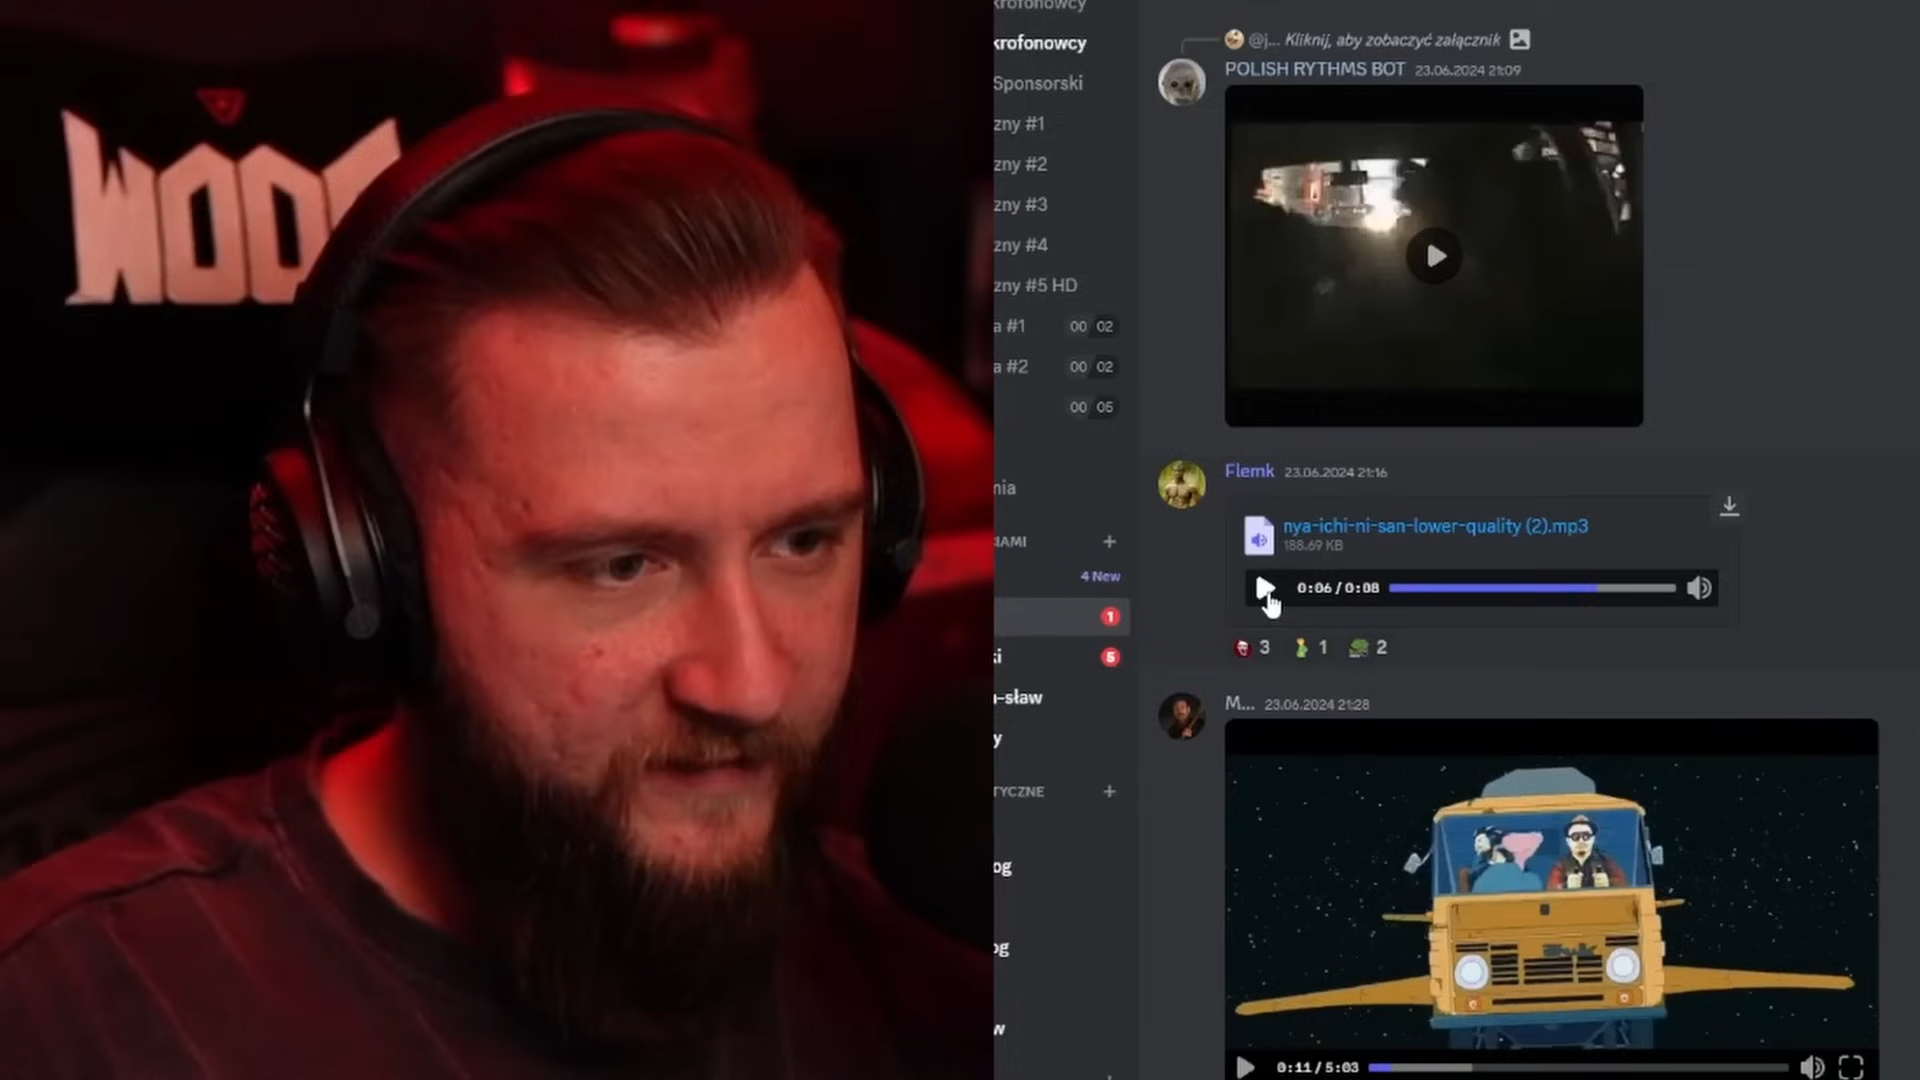 WOOD
krofonowcy
krofonowcy
Sponsorski
zny #1
zny #2
zny #3
zny #4
zny #5 HD
a #1 00 02
a #2 00 02
00 05
nia
IAMI +
4 New
1
ki 5
-sław
y
TYCZNE +
og
og
w
@j... Kliknij, aby zobaczyć załącznik
POLISH RYTHMS BOT 23.06.2024 21:09
Flemk 23.06.2024 21:16
nya-ichi-ni-san-lower-quality (2).mp3
188.69 KB
0:06 / 0:08
3 1 2
M... 23.06.2024 21:28
0:11 / 5:03